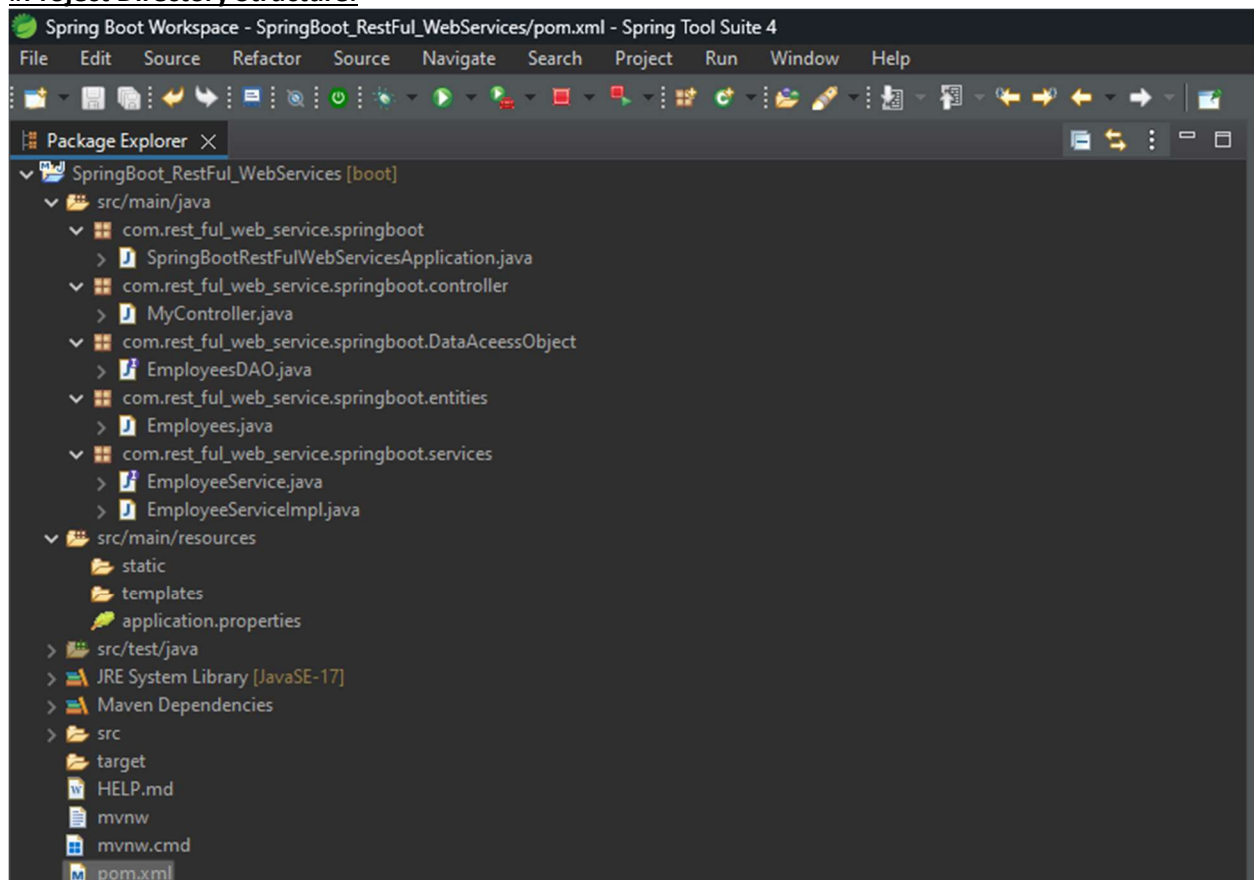 Project Directory Structure:
Spring Boot Workspace - SpringBoot_RestFul_WebServices/pom.xml - Spring Tool Suite 4
File Edit Source Refactor Source Navigate Search Project Run Window Help
Package Explorer
SpringBoot_RestFul_WebServices [boot]
src/main/java
com.rest_ful_web_service.springboot
SpringBootRestFulWebServicesApplication.java
com.rest_ful_web_service.springboot.controller
MyController.java
com.rest_ful_web_service.springboot.DataAceessObject
EmployeesDAO.java
com.rest_ful_web_service.springboot.entities
Employees.java
com.rest_ful_web_service.springboot.services
EmployeeService.java
EmployeeServiceImpl.java
src/main/resources
static
templates
application.properties
src/test/java
JRE System Library [JavaSE-17]
Maven Dependencies
src
target
HELP.md
mvnw
mvnw.cmd
pom.xml